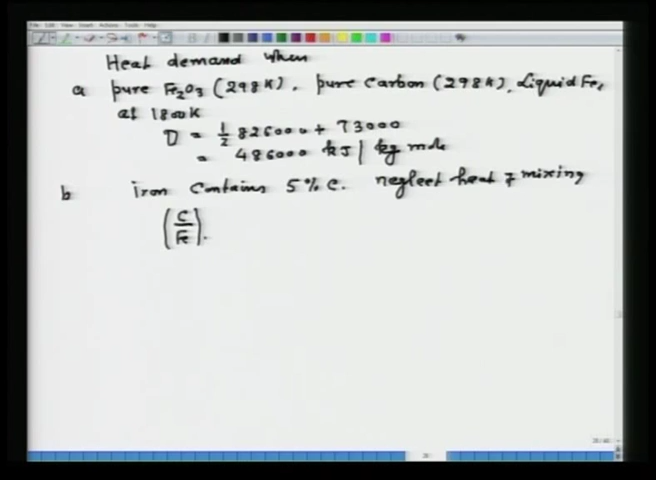 Heat demand when
a pure Fe2O3 (298K), pure carbon (298K), Liquid Fe,
at 1800K
D = 1/2 826000 + 73000
= 486000 kJ / kg mole
b iron contains 5% C. neglect heat of mixing
(C/Fe).